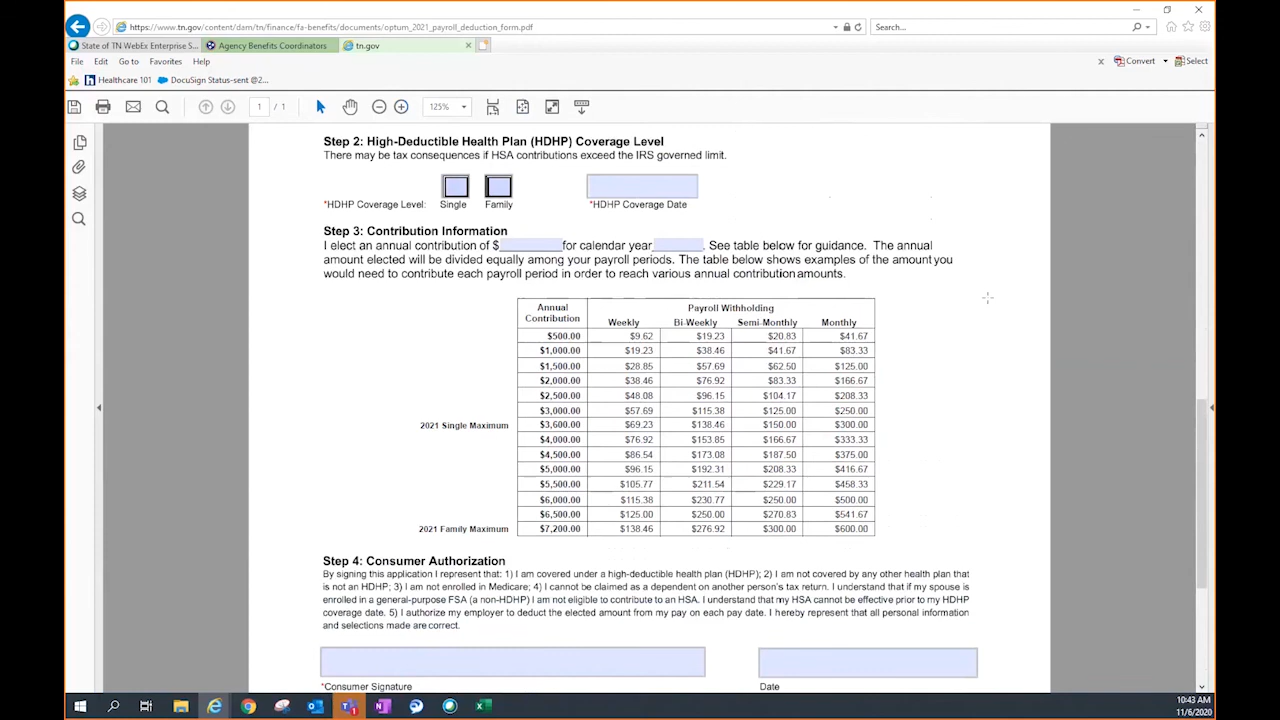 https://www.tn.gov/content/dam/tn/finance/fa-benefits/documents/optum_2021_payroll_deduction_form.pdf
Search...
State of TN WebEx Enterprise S...
Agency Benefits Coordinators
tn.gov
File Edit Go to Favorites Help
x Convert Select
Healthcare 101 DocuSign Status-sent @2...
1 / 1 125%
Step 2: High-Deductible Health Plan (HDHP) Coverage Level
There may be tax consequences if HSA contributions exceed the IRS governed limit.
*HDHP Coverage Level: Single Family *HDHP Coverage Date
Step 3: Contribution Information
I elect an annual contribution of $ for calendar year . See table below for guidance. The annual
amount elected will be divided equally among your payroll periods. The table below shows examples of the amount you
would need to contribute each payroll period in order to reach various annual contribution amounts.
Annual Contribution Payroll Withholding
Weekly Bi-Weekly Semi-Monthly Monthly
$500.00 $9.62 $19.23 $20.83 $41.67
$1,000.00 $19.23 $38.46 $41.67 $83.33
$1,500.00 $28.85 $57.69 $62.50 $125.00
$2,000.00 $38.46 $76.92 $83.33 $166.67
$2,500.00 $48.08 $96.15 $104.17 $208.33
$3,000.00 $57.69 $115.38 $125.00 $250.00
2021 Single Maximum $3,600.00 $69.23 $138.46 $150.00 $300.00
$4,000.00 $76.92 $153.85 $166.67 $333.33
$4,500.00 $86.54 $173.08 $187.50 $375.00
$5,000.00 $96.15 $192.31 $208.33 $416.67
$5,500.00 $105.77 $211.54 $229.17 $458.33
$6,000.00 $115.38 $230.77 $250.00 $500.00
$6,500.00 $125.00 $250.00 $270.83 $541.67
2021 Family Maximum $7,200.00 $138.46 $276.92 $300.00 $600.00
Step 4: Consumer Authorization
By signing this application I represent that: 1) I am covered under a high-deductible health plan (HDHP); 2) I am not covered by any other health plan that
is not an HDHP; 3) I am not enrolled in Medicare; 4) I cannot be claimed as a dependent on another person's tax return. I understand that if my spouse is
enrolled in a general-purpose FSA (a non-HDHP) I am not eligible to contribute to an HSA. I understand that my HSA cannot be effective prior to my HDHP
coverage date. 5) I authorize my employer to deduct the elected amount from my pay on each pay date. I hereby represent that all personal information
and selections made are correct.
*Consumer Signature Date
10:43 AM
11/6/2020